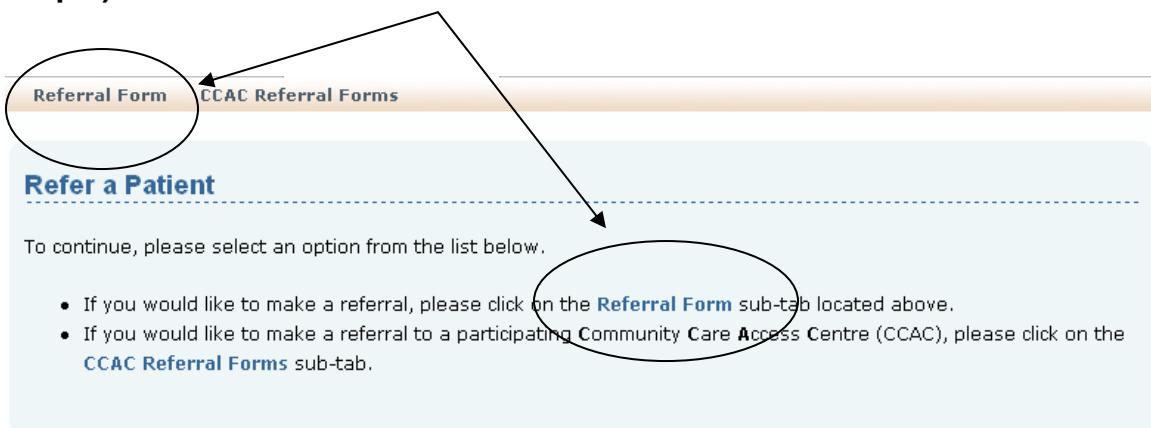 Referral Form CCAC Referral Forms
Refer a Patient
To continue, please select an option from the list below.
• If you would like to make a referral, please click on the Referral Form sub-tab located above.
• If you would like to make a referral to a participating Community Care Access Centre (CCAC), please click on the
CCAC Referral Forms sub-tab.